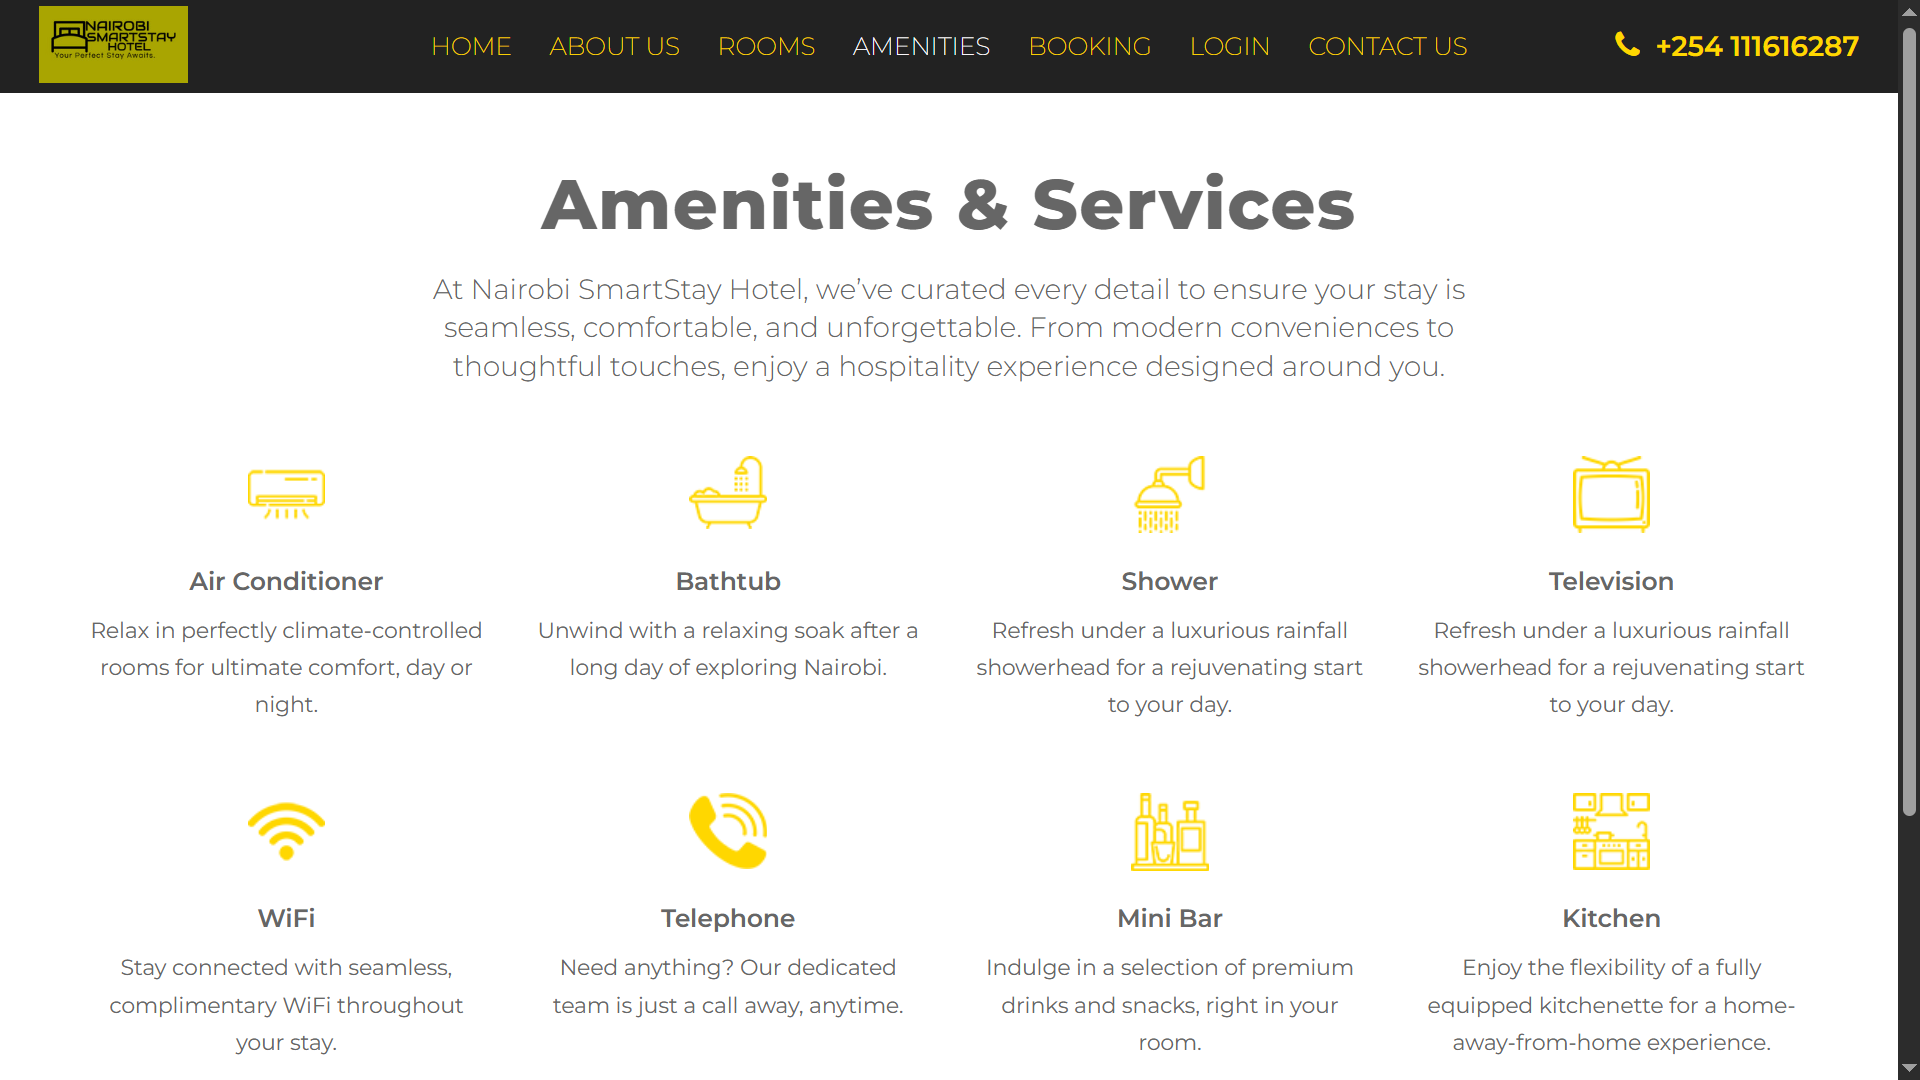 NAIROBI
SMARTSTAY
HOTEL
Your Perfect Stay Awaits.
HOME
ABOUT US
ROOMS
AMENITIES
BOOKING
LOGIN
CONTACT US
+254 111616287
Amenities & Services
At Nairobi SmartStay Hotel, we’ve curated every detail to ensure your stay is
seamless, comfortable, and unforgettable. From modern conveniences to
thoughtful touches, enjoy a hospitality experience designed around you.
Air Conditioner
Relax in perfectly climate-controlled
rooms for ultimate comfort, day or
night.
Bathtub
Unwind with a relaxing soak after a
long day of exploring Nairobi.
Shower
Refresh under a luxurious rainfall
showerhead for a rejuvenating start
to your day.
Television
Refresh under a luxurious rainfall
showerhead for a rejuvenating start
to your day.
WiFi
Stay connected with seamless,
complimentary WiFi throughout
your stay.
Telephone
Need anything? Our dedicated
team is just a call away, anytime.
Mini Bar
Indulge in a selection of premium
drinks and snacks, right in your
room.
Kitchen
Enjoy the flexibility of a fully
equipped kitchenette for a home-
away-from-home experience.